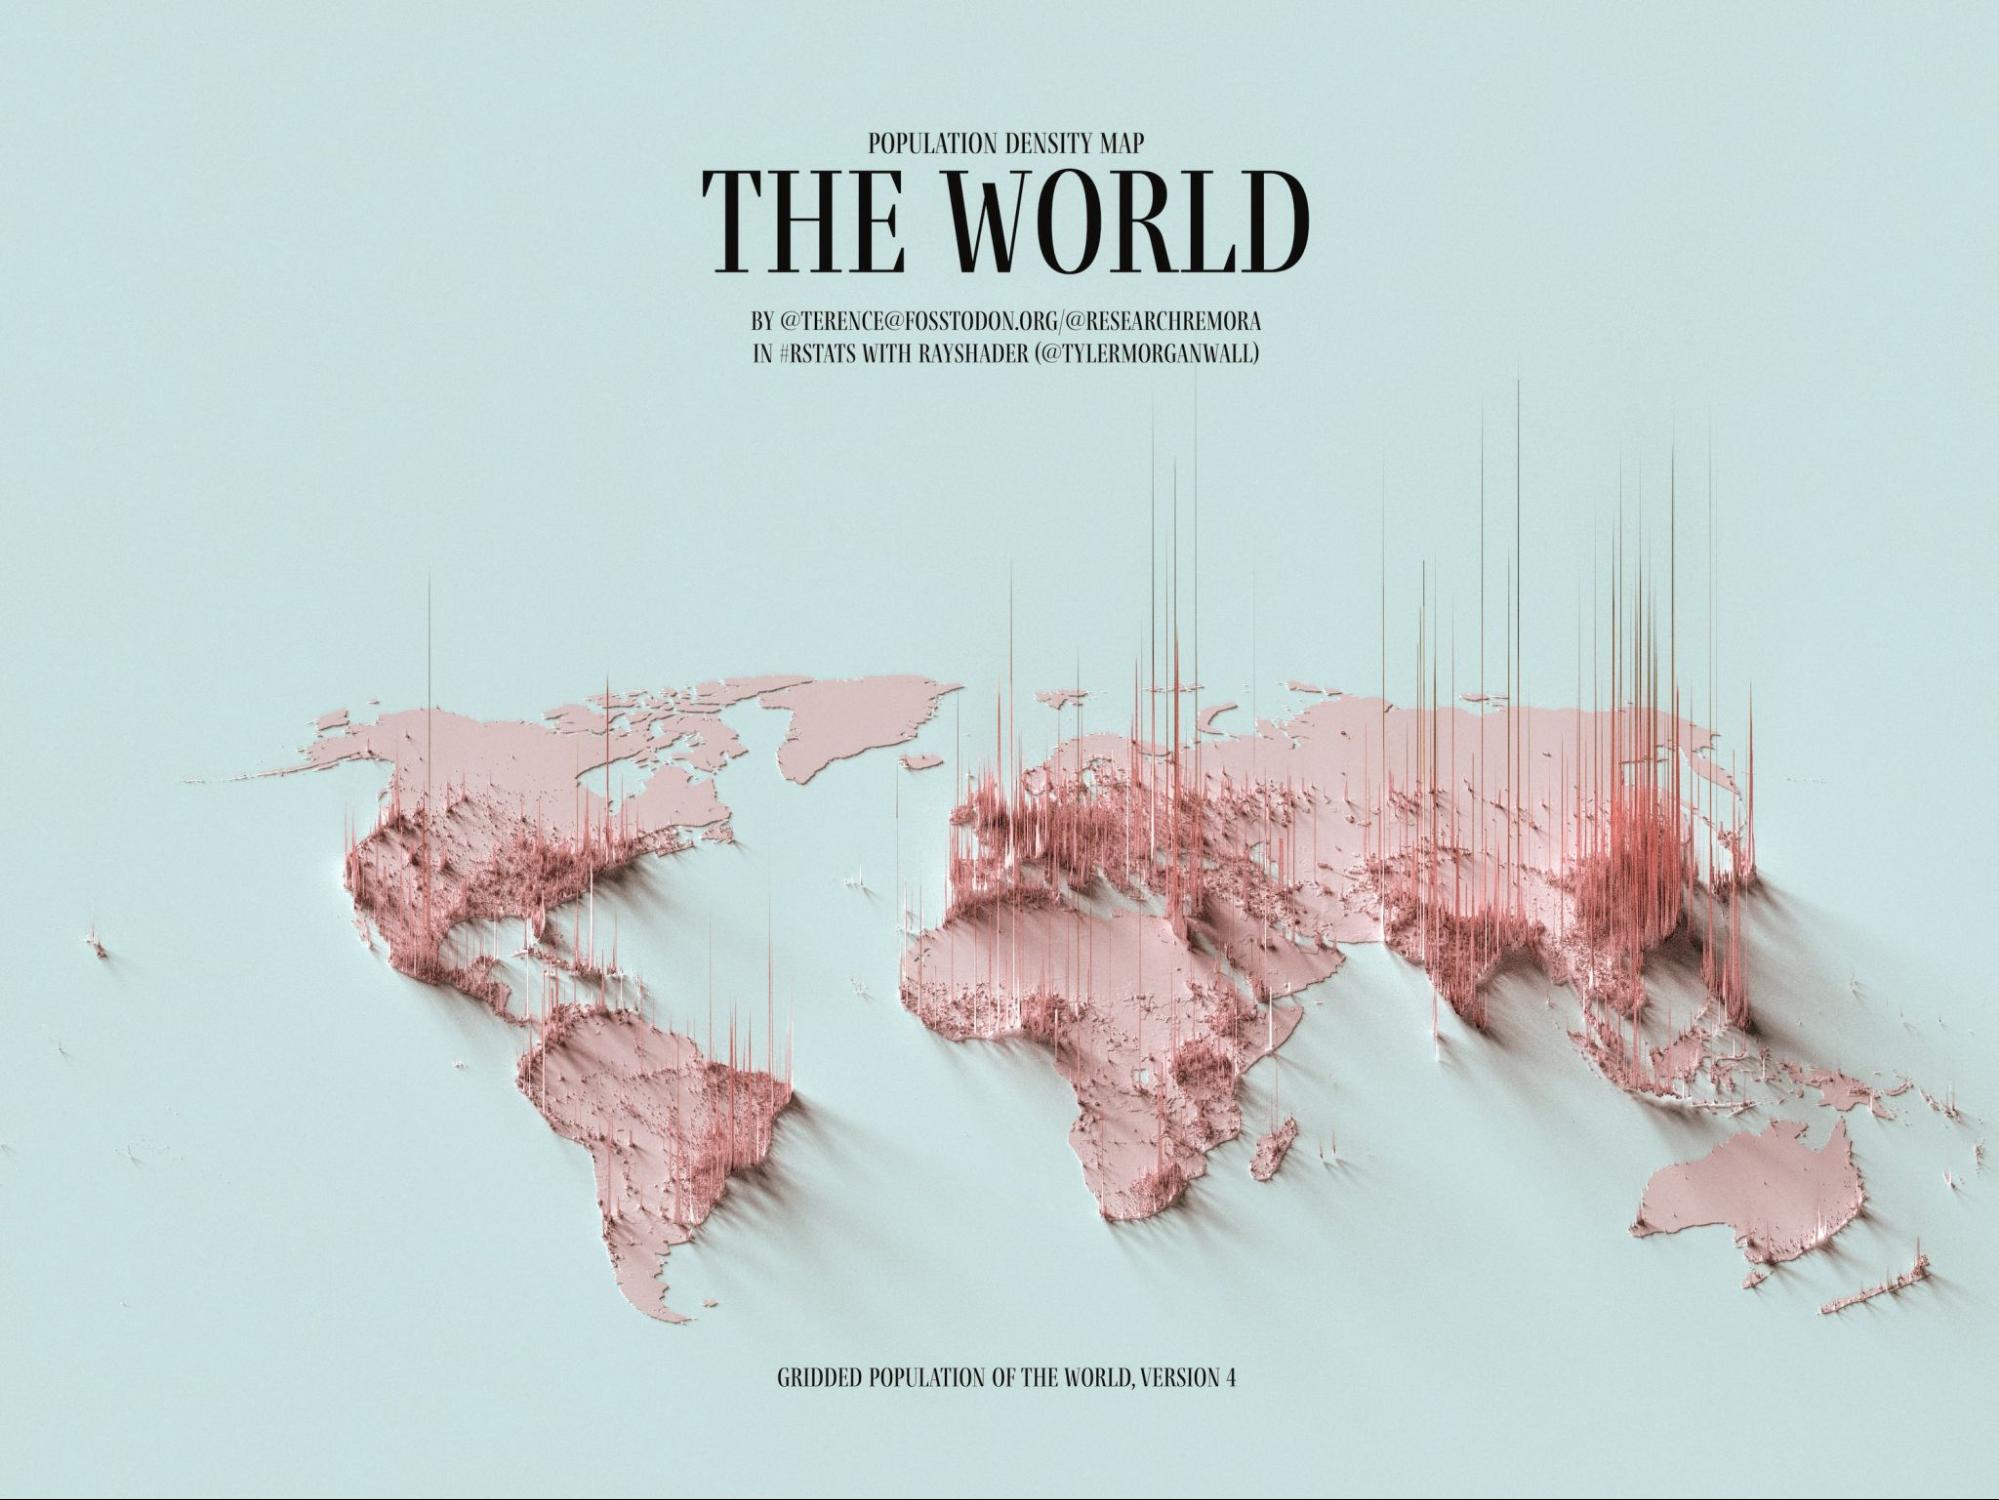 POPULATION DENSITY MAP
THE WORLD
BY @TERENCE@FOSSTODON.ORG/@RESEARCHREMORA
IN #RSTATS WITH RAYSHADER (@TYLERMORGANWALL)
GRIDDED POPULATION OF THE WORLD, VERSION 4